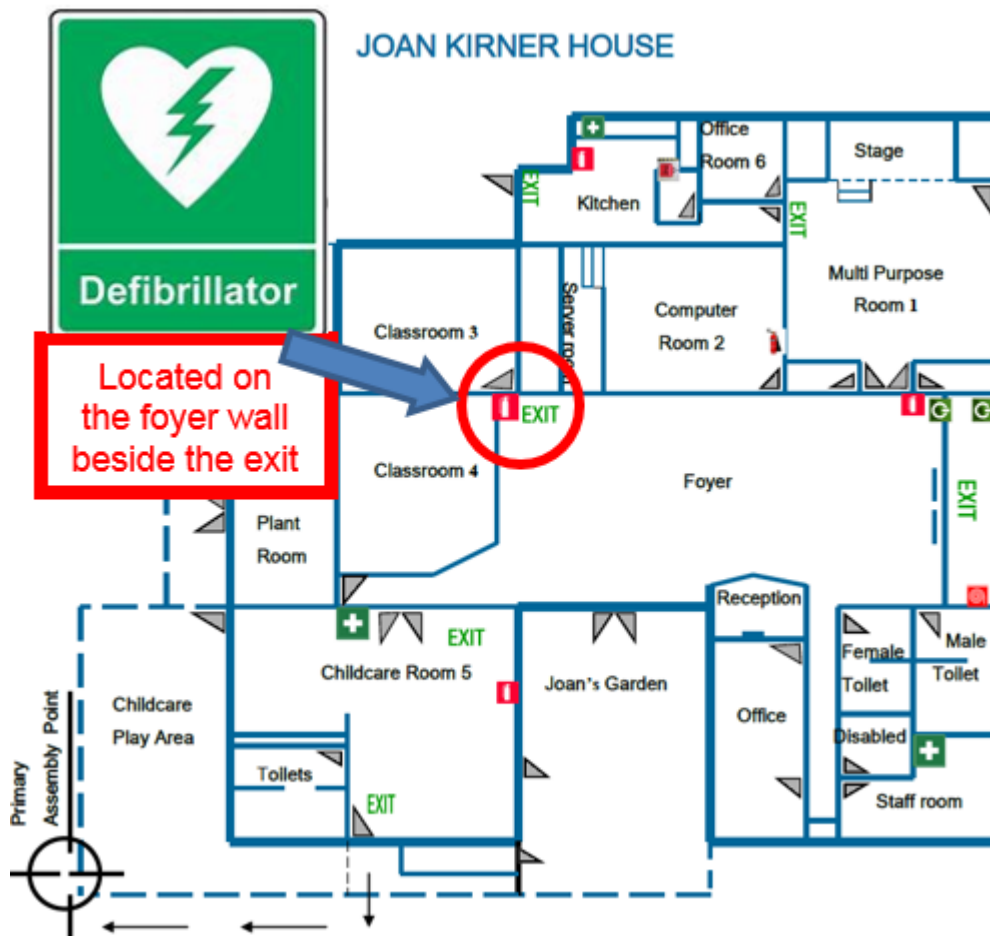 JOAN KIRNER HOUSE
Defibrillator
Located on
the foyer wall
beside the exit
Office
Room 6
Stage
EXIT
Kitchen
EXIT
Multi Purpose
Room 1
Classroom 3
Server room
Computer
Room 2
EXIT
Classroom 4
Foyer
EXIT
Plant
Room
Reception
EXIT
Female
Toilet
Male
Toilet
Childcare Room 5
Joan's Garden
Childcare
Play Area
Office
Disabled
Primary
Assembly Point
Toilets
EXIT
Staff room